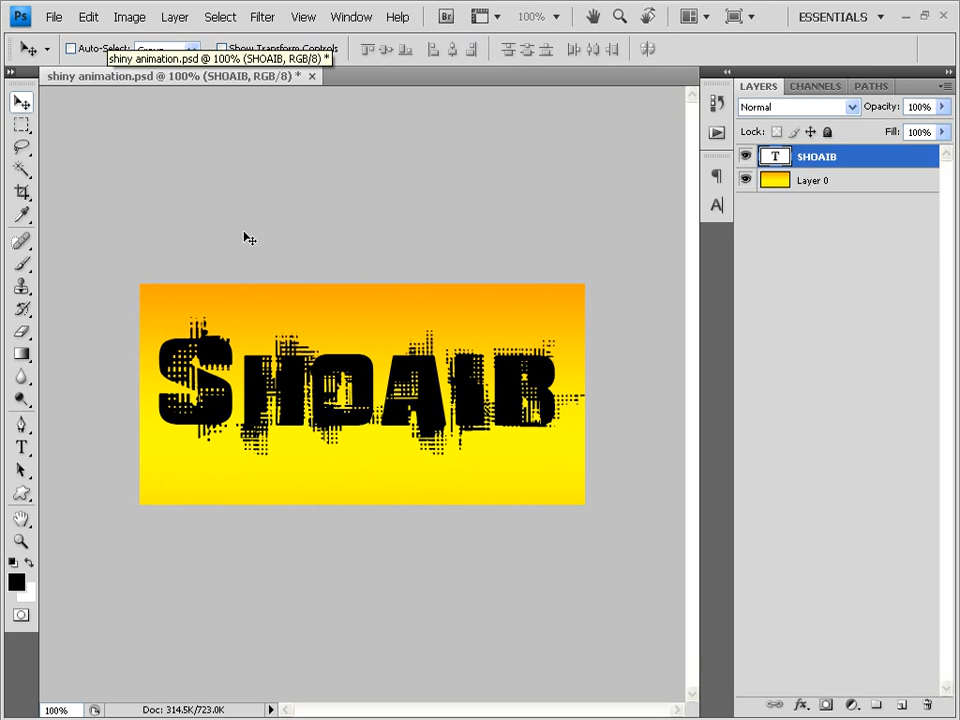 Ps File Edit Image Layer Select Filter View Window Help Br 100% ESSENTIALS
Auto-Select: Show Transform Controls
shiny animation.psd @ 100% (SHOAIB, RGB/8) *
shiny animation.psd @ 100% (SHOAIB, RGB/8) * ×
LAYERS CHANNELS PATHS
Normal Opacity: 100%
Lock: Fill: 100%
T SHOAIB
Layer 0
SHOAIB
100% Doc: 314.5K/723.0K